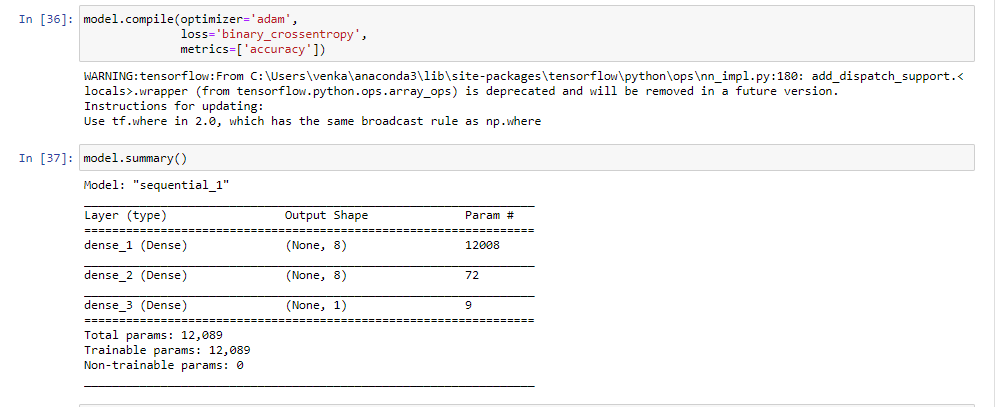 In [36]: model.compile(optimizer='adam',
loss='binary_crossentropy',
metrics=['accuracy'])
WARNING:tensorflow:From C:\Users\venka\anaconda3\lib\site-packages\tensorflow\python\ops\nn_impl.py:180: add_dispatch_support.<
locals>.wrapper (from tensorflow.python.ops.array_ops) is deprecated and will be removed in a future version.
Instructions for updating:
Use tf.where in 2.0, which has the same broadcast rule as np.where
In [37]: model.summary()
Model: "sequential_1"
_________________________________________________________________
Layer (type) Output Shape Param #
=================================================================
dense_1 (Dense) (None, 8) 12008
_________________________________________________________________
dense_2 (Dense) (None, 8) 72
_________________________________________________________________
dense_3 (Dense) (None, 1) 9
=================================================================
Total params: 12,089
Trainable params: 12,089
Non-trainable params: 0
_________________________________________________________________